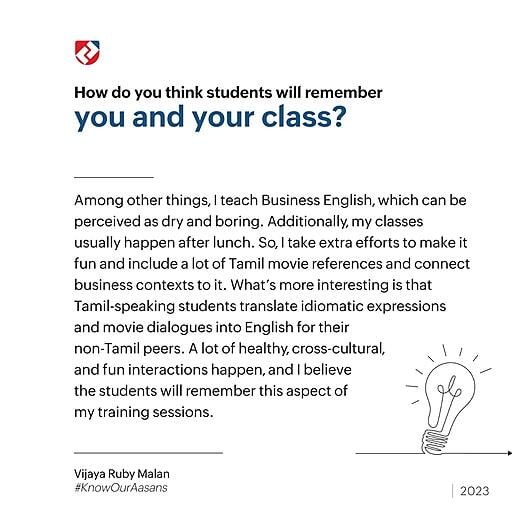 How do you think students will remember
you and your class?
Among other things, I teach Business English, which can be
perceived as dry and boring. Additionally, my classes
usually happen after lunch. So, I take extra efforts to make it
fun and include a lot of Tamil movie references and connect
business contexts to it. What's more interesting is that
Tamil-speaking students translate idiomatic expressions
and movie dialogues into English for their
non-Tamil peers. A lot of healthy, cross-cultural,
and fun interactions happen, and I believe
the students will remember this aspect of
my training sessions.
Vijaya Ruby Malan
#KnowOurAasans
2023